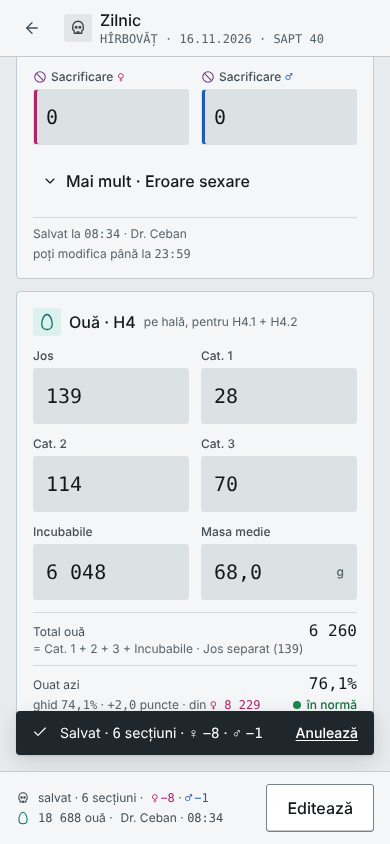 Zilnic
HÎRBOVĂȚ · 16.11.2026 · SAPT 40
Sacrificare ♀
Sacrificare ♂
0
0
Mai mult · Eroare sexare
Salvat la 08:34 · Dr. Ceban
poți modifica până la 23:59
Ouă · H4 pe hală, pentru H4.1 + H4.2
Jos
Cat. 1
139
28
Cat. 2
Cat. 3
114
70
Incubabile
Masa medie
6 048
68,0 g
Total ouă 6 260
= Cat. 1 + 2 + 3 + Incubabile · Jos separat (139)
Ouat azi 76,1%
ghid 74,1% · +2,0 puncte · din ♀ 8 229 în normă
Salvat · 6 secțiuni · ♀ −8 · ♂ −1 Anulează
salvat · 6 secțiuni · ♀−8 · ♂−1
18 688 ouă · Dr. Ceban · 08:34
Editează